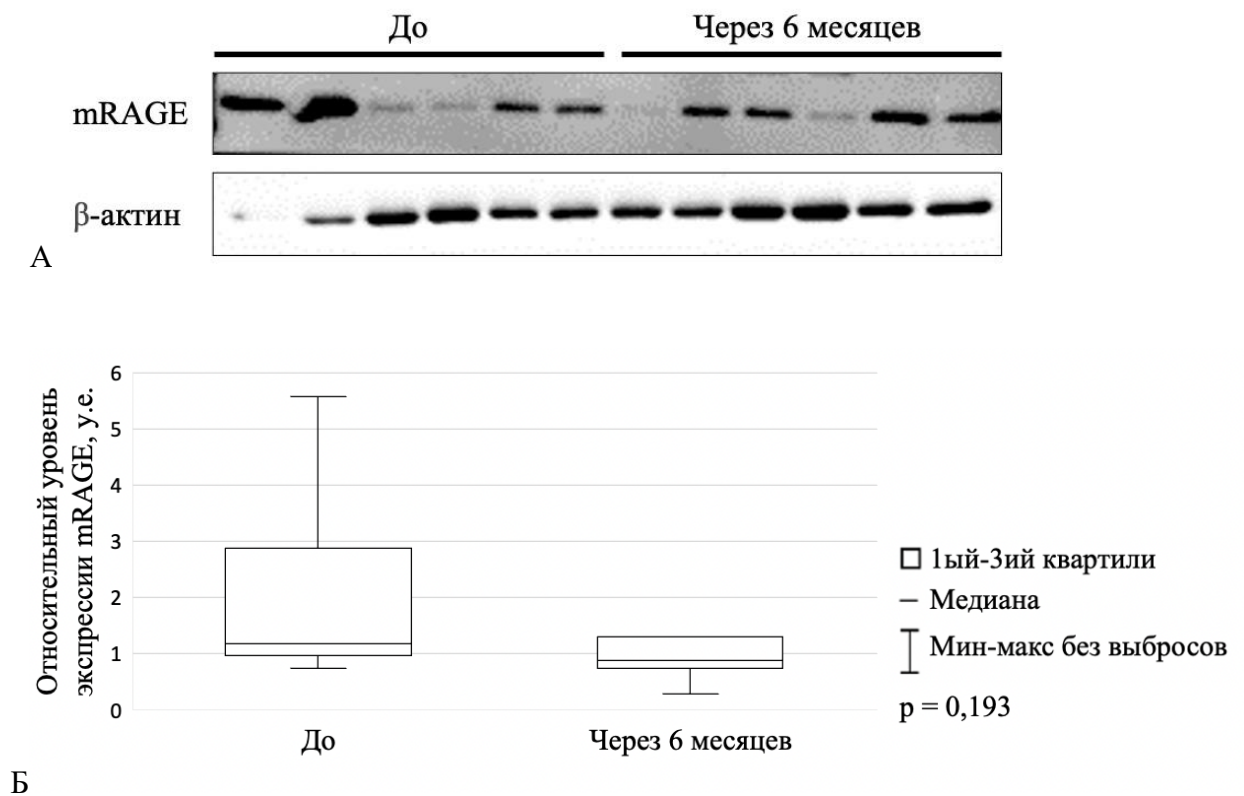 До
Через 6 месяцев
mRAGE
β-актин
А
Относительный уровень
экспрессии mRAGE, у.е.
6
5
4
3
2
1
0
До
Через 6 месяцев
1ый-3ий квартили
Медиана
Мин-макс без выбросов
p = 0,193
Б